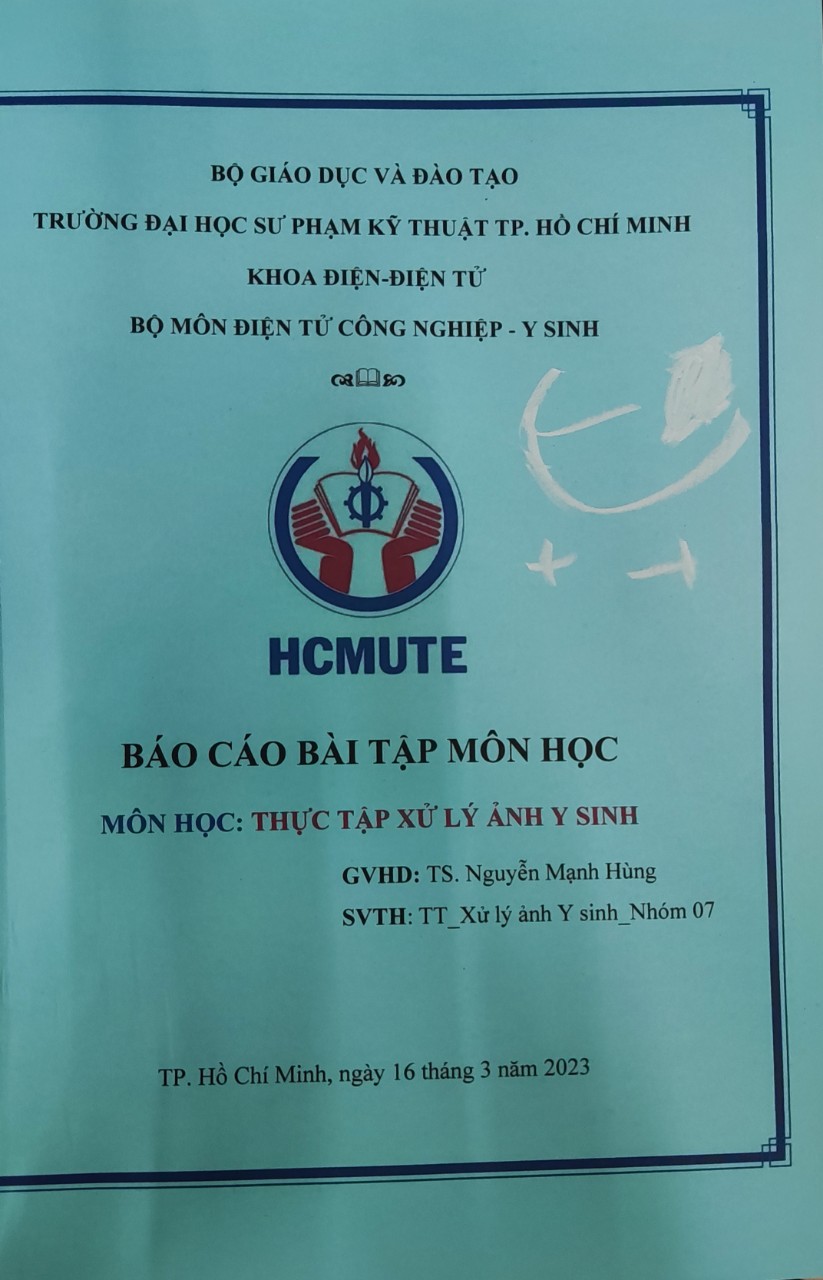 BỘ GIÁO DỤC VÀ ĐÀO TẠO
TRƯỜNG ĐẠI HỌC SƯ PHẠM KỸ THUẬT TP. HỒ CHÍ MINH
KHOA ĐIỆN-ĐIỆN TỬ
BỘ MÔN ĐIỆN TỬ CÔNG NGHIỆP - Y SINH
HCMUTE
BÁO CÁO BÀI TẬP MÔN HỌC
MÔN HỌC: THỰC TẬP XỬ LÝ ẢNH Y SINH
GVHD: TS. Nguyễn Mạnh Hùng
SVTH: TT_Xử lý ảnh Y sinh_Nhóm 07
TP. Hồ Chí Minh, ngày 16 tháng 3 năm 2023